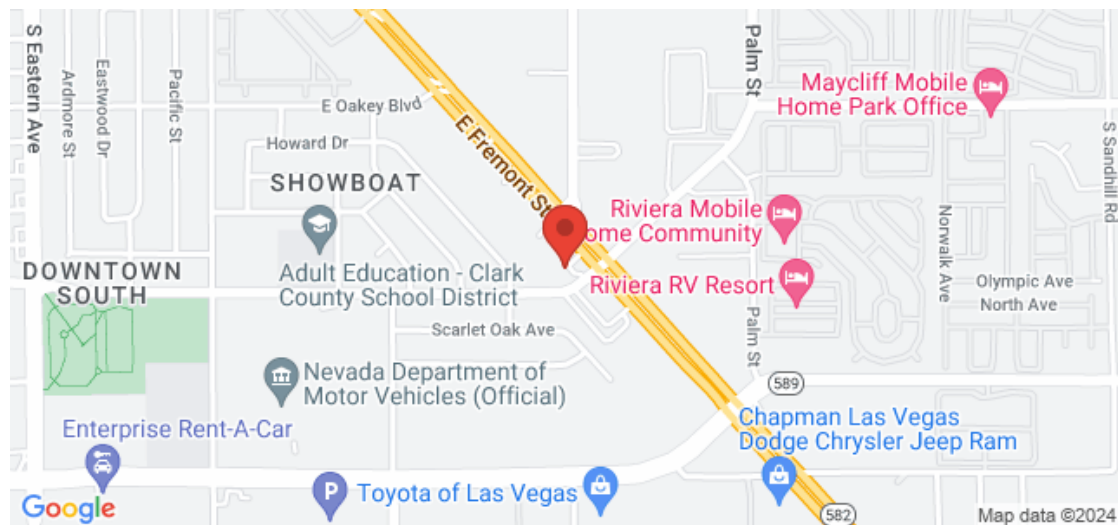 S Eastern Ave
Ardmore St
Eastwood Dr
Pacific St
E Oakey Blvd
Howard Dr
E Fremont St
Palm St
Maycliff Mobile
Home Park Office
S Sandhill Rd
SHOWBOAT
Riviera Mobile
ome Community
Norwalk Ave
DOWNTOWN
SOUTH
Adult Education - Clark
County School District
Riviera RV Resort
Olympic Ave
North Ave
Scarlet Oak Ave
Palm St
Nevada Department of
Motor Vehicles (Official)
589
Enterprise Rent-A-Car
Chapman Las Vegas
Dodge Chrysler Jeep Ram
P
Toyota of Las Vegas
Google
582
Map data ©2024